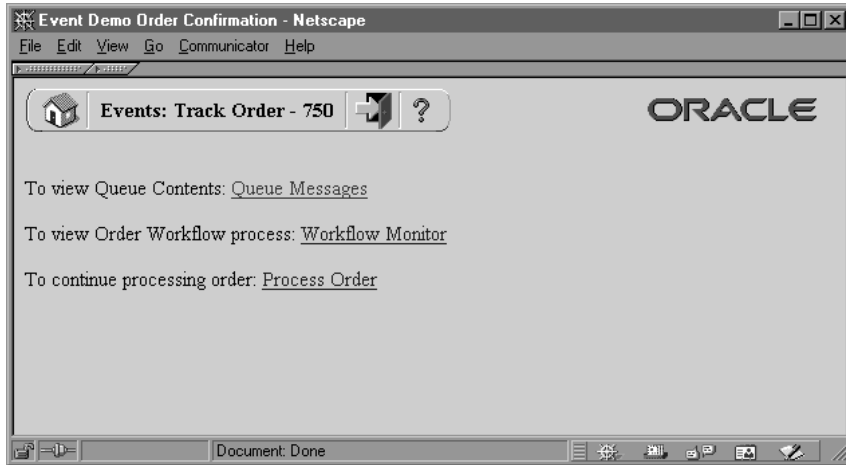 Event Demo Order Confirmation - Netscape
File Edit View Go Communicator Help
Events: Track Order - 750 ?
ORACLE
To view Queue Contents: Queue Messages
To view Order Workflow process: Workflow Monitor
To continue processing order: Process Order
Document: Done